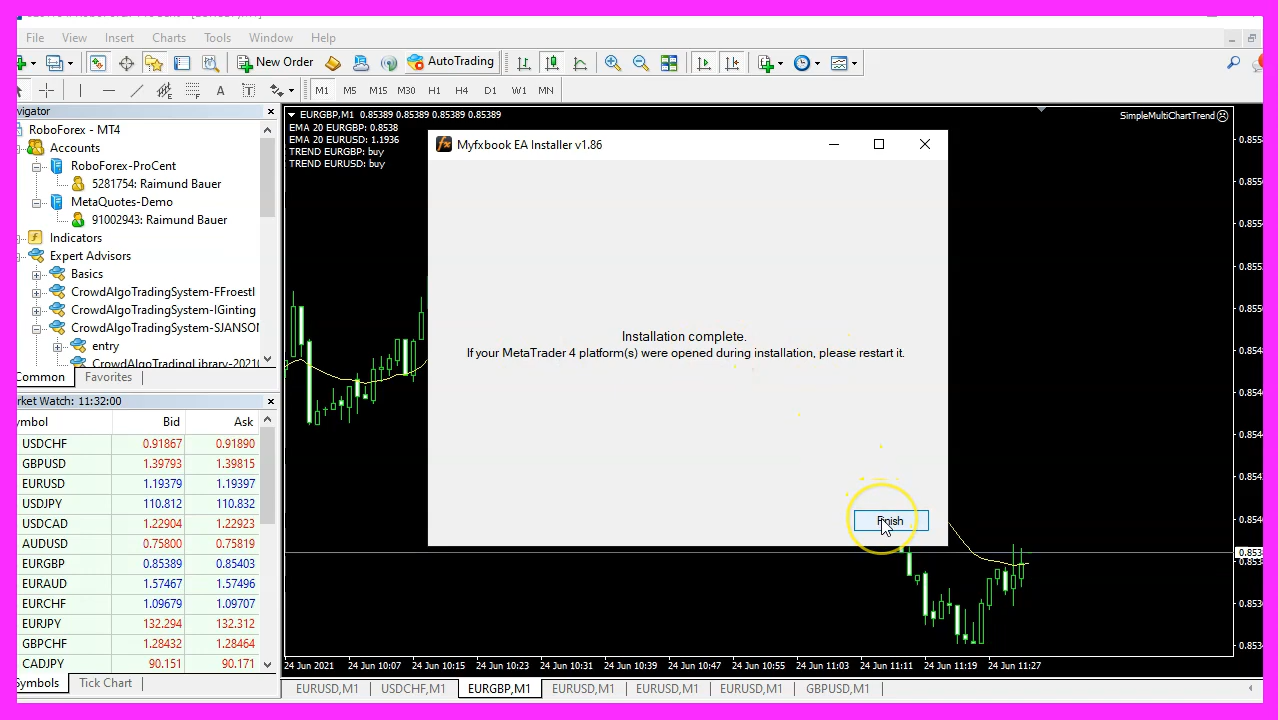 File View Insert Charts Tools Window Help
New Order AutoTrading
M1 M5 M15 M30 H1 H4 D1 W1 MN
vigator
RoboForex - MT4
Accounts
RoboForex-ProCent
5281754: Raimund Bauer
MetaQuotes-Demo
91002943: Raimund Bauer
Indicators
Expert Advisors
Basics
CrowdAlgoTradingSystem-FFroestl
CrowdAlgoTradingSystem-IGinting
CrowdAlgoTradingSystem-SJANSON
entry
CrowdAlgoTradingLibrary-2021(
Common Favorites
rket Watch: 11:32:00
ymbol Bid Ask
USDCHF 0.91867 0.91890
GBPUSD 1.39793 1.39815
EURUSD 1.19379 1.19397
USDJPY 110.812 110.832
USDCAD 1.22904 1.22923
AUDUSD 0.75800 0.75819
EURGBP 0.85389 0.85403
EURAUD 1.57467 1.57496
EURCHF 1.09679 1.09707
EURJPY 132.294 132.312
GBPCHF 1.28432 1.28464
CADJPY 90.151 90.171
ymbols Tick Chart
EURGBP,M1 0.85389 0.85389 0.85389 0.85389
EMA 20 EURGBP: 0.8538
EMA 20 EURUSD: 1.1936
TREND EURGBP: buy
TREND EURUSD: buy
SimpleMultiChartTrend
Myfxbook EA Installer v1.86
Installation complete.
If your MetaTrader 4 platform(s) were opened during installation, please restart it.
Finish
24 Jun 2021 24 Jun 10:07 24 Jun 10:15 24 Jun 10:23 24 Jun 10:31 24 Jun 10:39 24 Jun 10:47 24 Jun 10:55 24 Jun 11:03 24 Jun 11:11 24 Jun 11:19 24 Jun 11:27
EURUSD,M1 USDCHF,M1 EURGBP,M1 EURUSD,M1 EURUSD,M1 EURUSD,M1 GBPUSD,M1